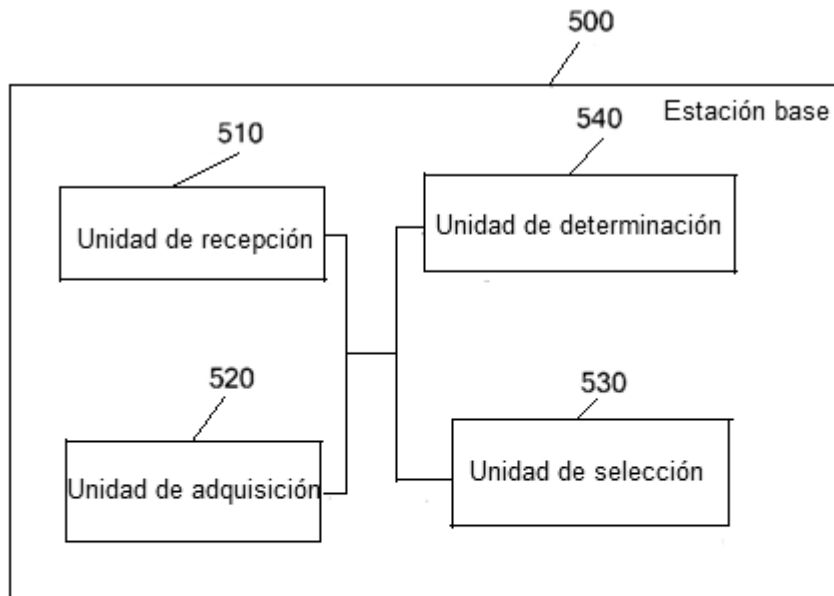 500
Estación base
510
540
Unidad de recepción
Unidad de determinación
520
530
Unidad de adquisición
Unidad de selección